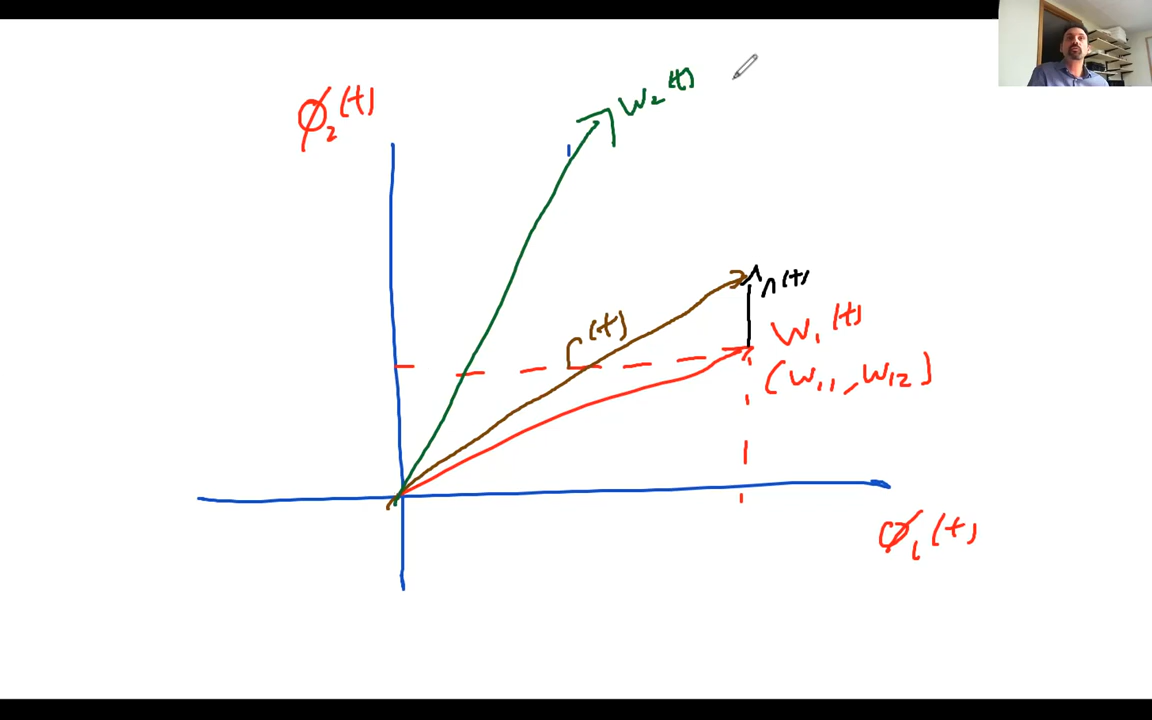 w₂(t)
φ₂(t)
n(t)
r(t)
w₁(t)
(w₁₁, w₁₂)
φ₁(t)